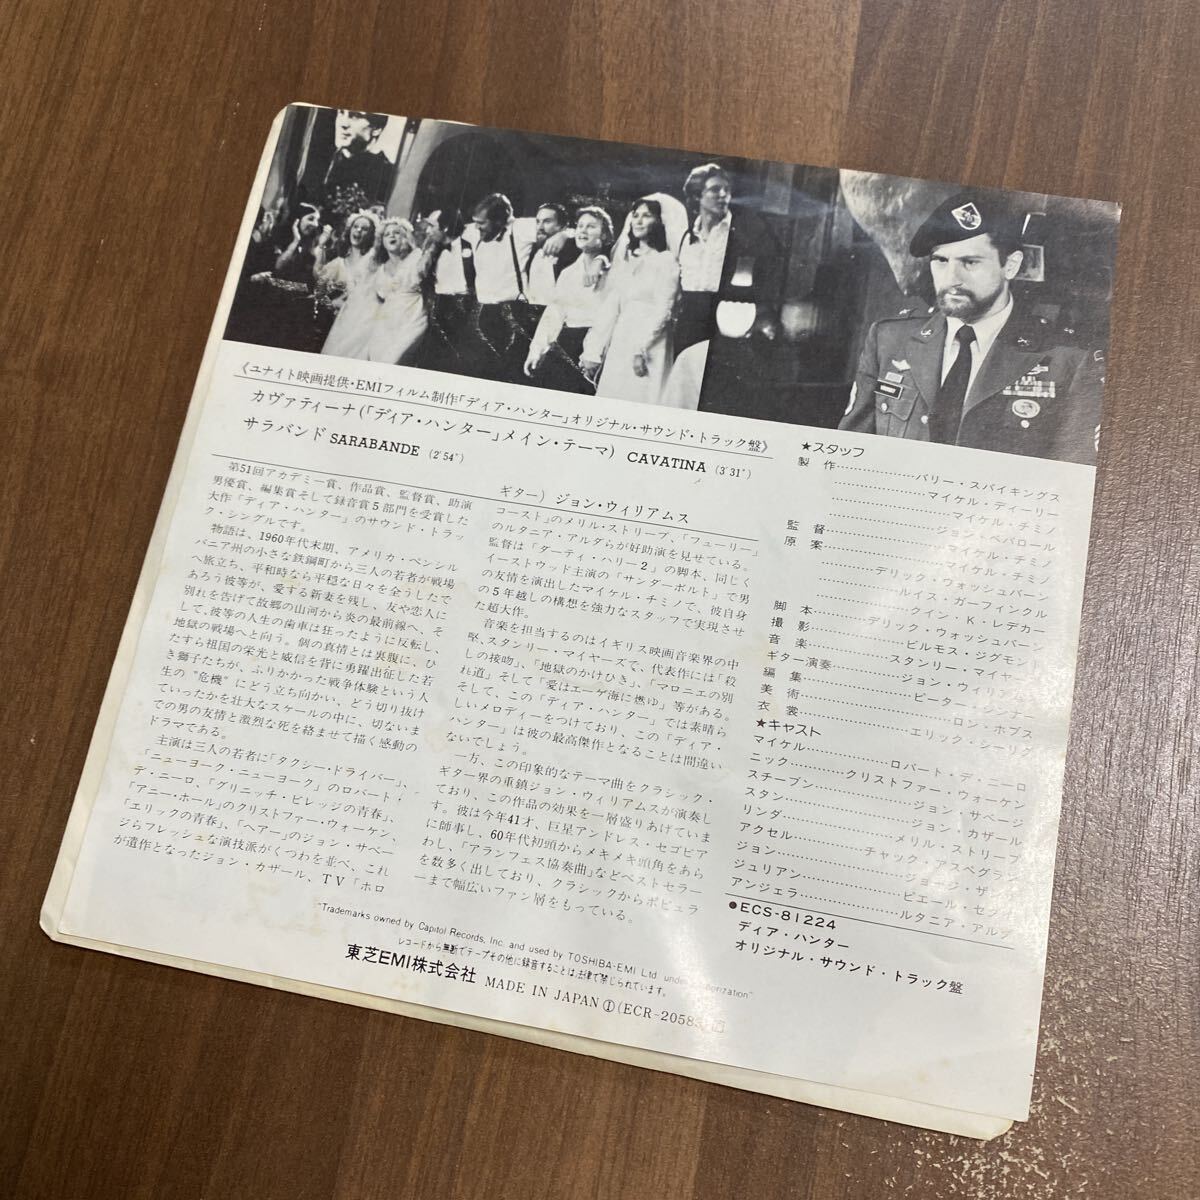 《ユナイト映画提供・EMIフィルム制作「ディア・ハンター」オリジナル・サウンド・トラック盤》
カヴァティーナ(「ディア・ハンター」メイン・テーマ) CAVATINA (3′31″)
サラバンド SARABANDE (2′54″)
ギター) ジョン・ウィリアムス
第51回アカデミー賞、作品賞、監督賞、助演
男優賞、編集賞そして録音賞5部門を受賞した
大作「ディア・ハンター」のサウンド・トラッ
ク・シングルです。
物語は、1960年代末期、アメリカ・ペンシル
バニア州の小さな鉄鋼町から三人の若者が戦場
へ旅立ち、平和時なら平穏な日々を全うしたで
あろう彼等が、愛する新妻を残し、友や恋人に
別れを告げて故郷の山河から炎の最前線へ、そ
して、彼等の人生の歯車は狂ったように反転し、
地獄の戦場へと向う。個の真情とは裏腹に、ひ
たすら祖国の栄光と威信を背に勇躍出征した若
き獅子たちが、ふりかかった戦争体験という人
生の"危機"にどう立ち向かい、どう切り抜け
ていったかを壮大なスケールの中に、切ないま
での男の友情と激烈な死を絡ませて描く感動の
ドラマである。
主演は三人の若者に「タクシー・ドライバー」、
「ニューヨーク・ニューヨーク」のロバート・
デ・ニーロ、「グリニッチ・ビレッジの青春」、
「アニー・ホール」のクリストファー・ウォーケン、
「エリックの青春」、「ヘアー」のジョン・サベー
ジらフレッシュな演技派がくつわを並べ、これ
が遺作となったジョン・カザール、TV「ホロ
コースト」のメリル・ストリープ、「フューリー」
のルタニア・アルダらが好助演を見せている。
監督は「ダーティ・ハリー2」の脚本、同じく
イーストウッド主演の「サンダーボルト」で男
の友情を演出したマイケル・チミノで、彼自身
の5年越しの構想を強力なスタッフで実現させ
た超大作。
音楽を担当するのはイギリス映画音楽界の中
堅、スタンリー・マイヤーズで、代表作には「殺
しの接吻」、「地獄のかけひき」、「マロニエの別
れ道」そして「愛はエーゲ海に燃ゆ」等がある。
そして、この「ディア・ハンター」では素晴ら
しいメロディーをつけており、この「ディア・
ハンター」は彼の最高傑作となることは間違い
ないでしょう。
一方、この印象的なテーマ曲をクラシック・
ギター界の重鎮ジョン・ウィリアムスが演奏し
ており、この作品の効果を一層盛りあげていま
す。彼は今年41才、巨星アンドレス・セゴビア
に師事し、60年代初頭からメキメキ頭角をあら
わし、「アランフェス協奏曲」などベストセラー
を数多く出しており、クラシックからポピュラ
ーまで幅広いファン層をもっている。
★スタッフ
製作…………バリー・スパイキングス
…………マイケル・ディーリー
…………マイケル・チミノ
…………ジョン・ペバロール
監督…………マイケル・チミノ
原案…………マイケル・チミノ
…………デリック・ウォッシュバーン
…………ルイス・ガーフィンクル
…………クイン・K・レデカー
脚本…………デリック・ウォッシュバーン
撮影…………ビルモス・ジグモンド
音楽…………スタンリー・マイヤーズ
ギター演奏…………ジョン・ウィリアムス
編集…………ピーター・ジンナー
美術…………ロン・ホブス
衣裳…………エリック・シーリグ
★キャスト
マイケル…………ロバート・デ・ニーロ
ニック…………クリストファー・ウォーケン
スチーブン…………ジョン・サベージ
スタン…………ジョン・カザール
リンダ…………メリル・ストリープ
アクセル…………チャック・アスペグラン
ジョン…………ジョージ・ザンザ
ジュリアン…………ピエール・セグイ
アンジェラ…………ルタニア・アルダ
●ECS-81224
ディア・ハンター
オリジナル・サウンド・トラック盤
"Trademarks owned by Capitol Records, Inc. and used by TOSHIBA-EMI Ltd. under authorization"
レコードから無断でテープその他に録音することは法律で禁じられています。
東芝EMI株式会社 MADE IN JAPAN ① (ECR-2058